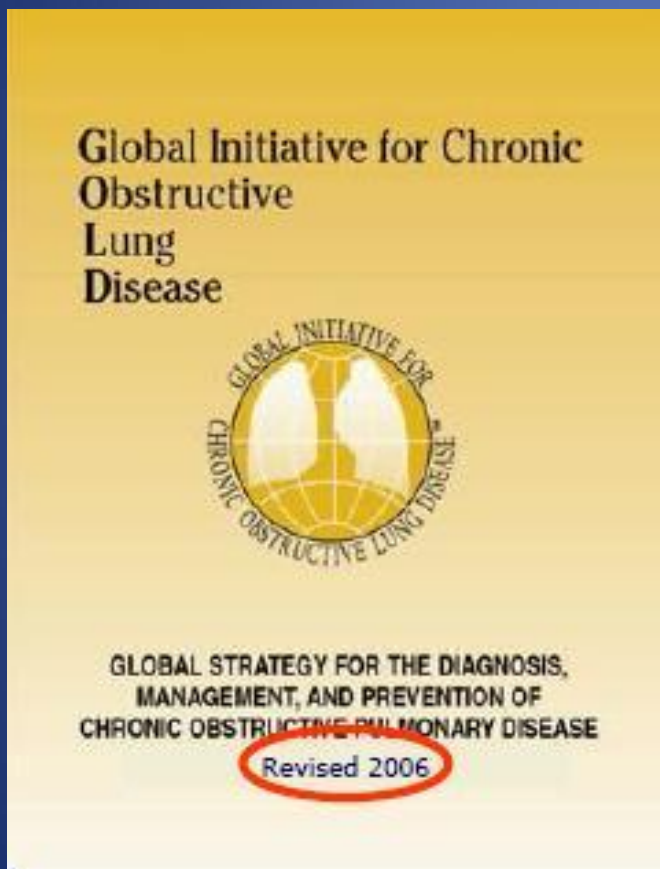 Global Initiative for Chronic
Obstructive
Lung
Disease
GLOBAL INITIATIVE FOR
CHRONIC OBSTRUCTIVE LUNG DISEASE
GLOBAL STRATEGY FOR THE DIAGNOSIS,
MANAGEMENT, AND PREVENTION OF
CHRONIC OBSTRUCTIVE PULMONARY DISEASE
Revised 2006